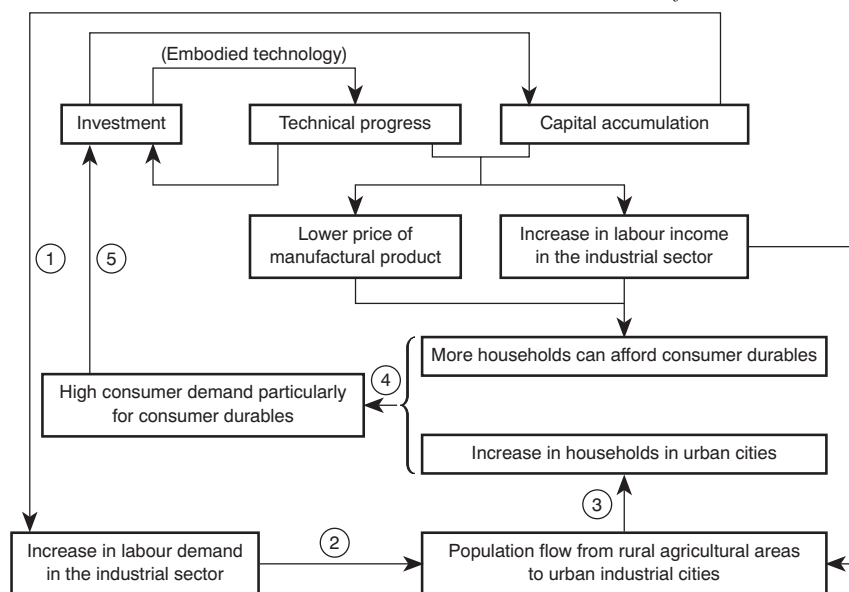 (Embodied technology)
Investment
Technical progress
Capital accumulation
Lower price of
manufactural product
Increase in labour income
in the industrial sector
1
5
More households can afford consumer durables
4
High consumer demand particularly
for consumer durables
Increase in households in urban cities
3
Increase in labour demand
in the industrial sector
2
Population flow from rural agricultural areas
to urban industrial cities